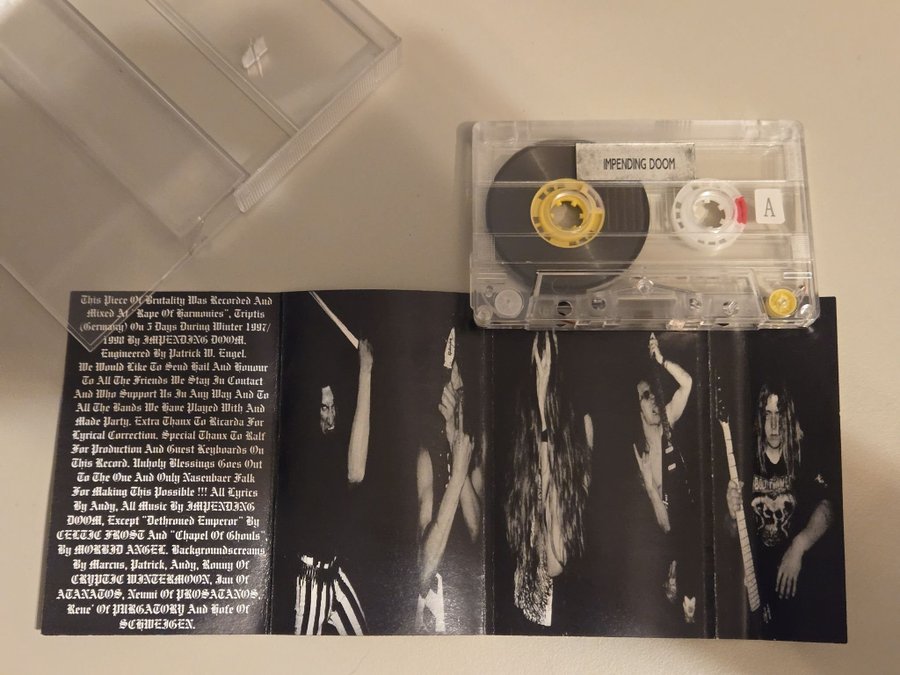 IMPENDING DOOM
A
This Piece Of Brutality Was Recorded And
Mixed At "Rape Of Harmonies", Triptis
(Germany) On 5 Days During Winter 1997/
1998 By IMPENDING DOOM,
Engineered By Patrick W. Engel.
We Would Like To Send Hail And Honour
To All The Friends We Stay In Contact
And Who Support Us In Any Way And To
All The Bands We Have Played With And
Made Party. Extra Thanx To Ricarda For
Lyrical Correction. Special Thanx To Ralf
For Production And Guest Keyboards On
This Record. Unholy Blessings Goes Out
To The One And Only Nasenbaer Falk
For Making This Possible !!! All Lyrics
By Andy, All Music By IMPENDING
DOOM, Except "Dethroned Emperor" By
CELTIC FROST And "Chapel Of Ghouls"
By MORBID ANGEL. Backgroundscreams
By Marcus, Patrick, Andy, Ronny Of
CRYPTIC WINTERMOON, Jan Of
ATANATOS, Neumi Of PROSATANOS,
Rene' Of PURGATORY And Hote Of
SCHWEIGEN.